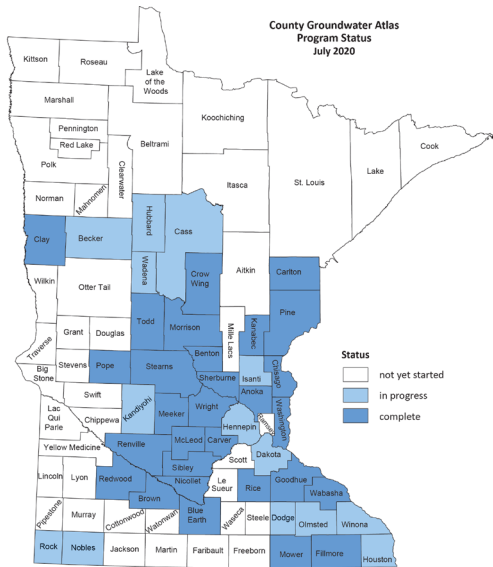 County Groundwater Atlas
Program Status
July 2020
Kittson
Roseau
Lake
of the
Woods
Marshall
Koochiching
Pennington
Red Lake
Beltrami
Cook
Polk
Clearwater
Itasca
St. Louis
Lake
Norman
Mahnomen
Hubbard
Cass
Clay
Becker
Wadena
Aitkin
Carlton
Crow
Wing
Wilkin
Otter Tail
Pine
Todd
Morrison
Mille Lacs
Kanabec
Grant
Douglas
Traverse
Benton
Big
Stone
Stevens
Pope
Stearns
Sherburne
Isanti
Chisago
Anoka
Swift
Kandiyohi
Meeker
Wright
Washington
Lac
Qui
Parle
Chippewa
Hennepin
Ramsey
Yellow Medicine
Renville
McLeod
Carver
Scott
Dakota
Sibley
Lincoln
Lyon
Redwood
Nicollet
Le
Sueur
Rice
Goodhue
Wabasha
Brown
Pipestone
Murray
Cottonwood
Watonwan
Blue
Earth
Waseca
Steele
Dodge
Olmsted
Winona
Rock
Nobles
Jackson
Martin
Faribault
Freeborn
Mower
Fillmore
Houston
Status
not yet started
in progress
complete